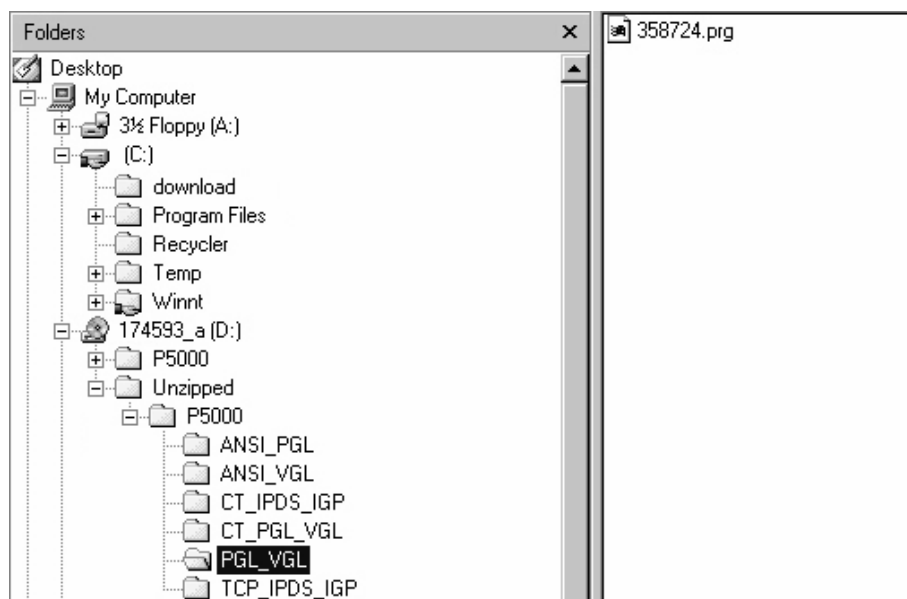 Folders
Desktop
My Computer
3½ Floppy (A:)
(C:)
download
Program Files
Recycler
Temp
Winnt
174593_a (D:)
P5000
Unzipped
P5000
ANSI_PGL
ANSI_VGL
CT_IPDS_IGP
CT_PGL_VGL
PGL_VGL
TCP_IPDS_IGP
358724.prg